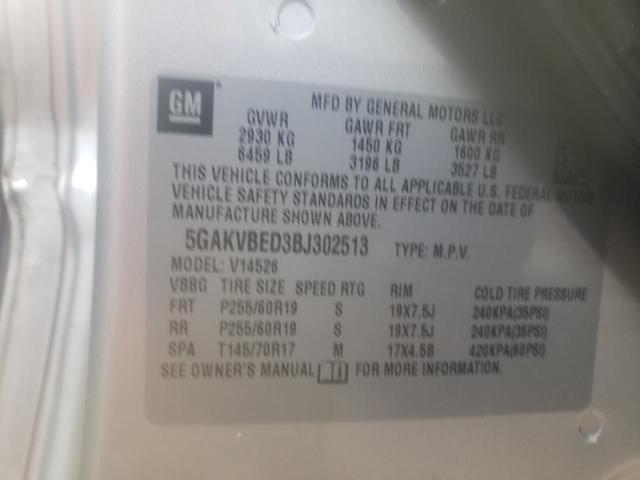 GM
MFD BY GENERAL MOTORS LLC
GVWR GAWR FRT GAWR RR
2930 KG 1450 KG 1600 KG
6459 LB 3196 LB 3527 LB
THIS VEHICLE CONFORMS TO ALL APPLICABLE U.S. FEDERAL MOTOR
VEHICLE SAFETY STANDARDS IN EFFECT ON THE DATE OF
MANUFACTURE SHOWN ABOVE.
5GAKVBED3BJ302513 TYPE: M.P.V.
MODEL: V14526
VBBG TIRE SIZE SPEED RTG RIM COLD TIRE PRESSURE
FRT P255/60R19 S 19X7.5J 240KPA(35PSI)
RR P255/60R19 S 19X7.5J 240KPA(35PSI)
SPA T145/70R17 M 17X4.5B 420KPA(60PSI)
SEE OWNER'S MANUAL FOR MORE INFORMATION.